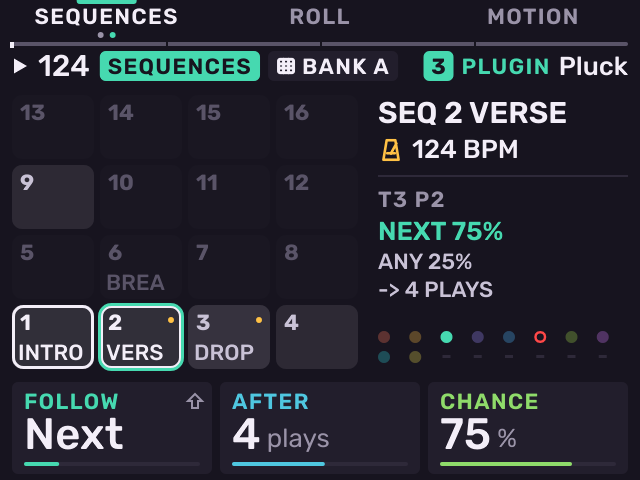 SEQUENCES ROLL MOTION
124 SEQUENCES BANK A 3 PLUGIN Pluck
13 14 15 16
9 10 11 12
5 6 7 8
BREA
1 2 3 4
INTRO VERS DROP
SEQ 2 VERSE
124 BPM
T3 P2
NEXT 75%
ANY 25%
-> 4 PLAYS
FOLLOW AFTER CHANCE
Next 4 plays 75 %